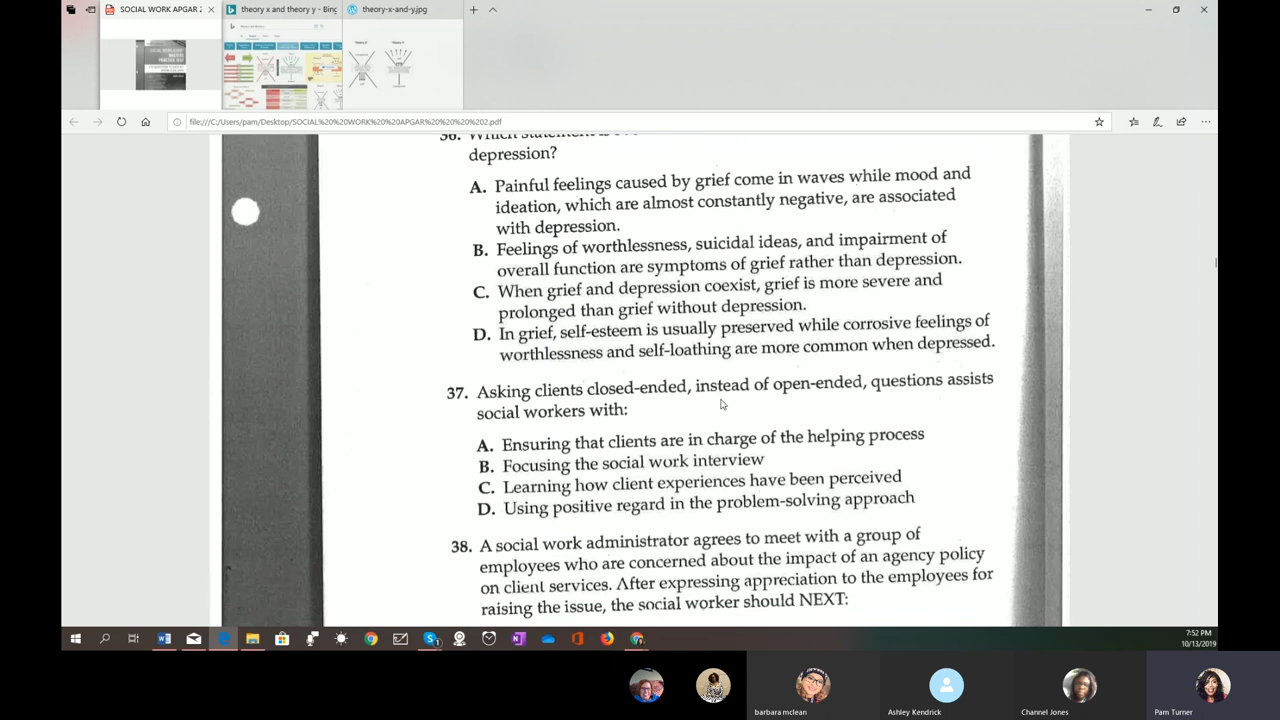 SOCIAL WORK APGAR 2
theory x and theory y - Bing
theory-x-and-y.jpg
file:///C:/Users/pam/Desktop/SOCIAL%20%20WORK%20%20APGAR%20%20%20%202.pdf
36. Which statement is
depression?
A. Painful feelings caused by grief come in waves while mood and
ideation, which are almost constantly negative, are associated
with depression.
B. Feelings of worthlessness, suicidal ideas, and impairment of
overall function are symptoms of grief rather than depression.
C. When grief and depression coexist, grief is more severe and
prolonged than grief without depression.
D. In grief, self-esteem is usually preserved while corrosive feelings of
worthlessness and self-loathing are more common when depressed.
37. Asking clients closed-ended, instead of open-ended, questions assists
social workers with:
A. Ensuring that clients are in charge of the helping process
B. Focusing the social work interview
C. Learning how client experiences have been perceived
D. Using positive regard in the problem-solving approach
38. A social work administrator agrees to meet with a group of
employees who are concerned about the impact of an agency policy
on client services. After expressing appreciation to the employees for
raising the issue, the social worker should NEXT:
7:52 PM
10/13/2019
barbara mclean
Ashley Kendrick
Channel Jones
Pam Turner